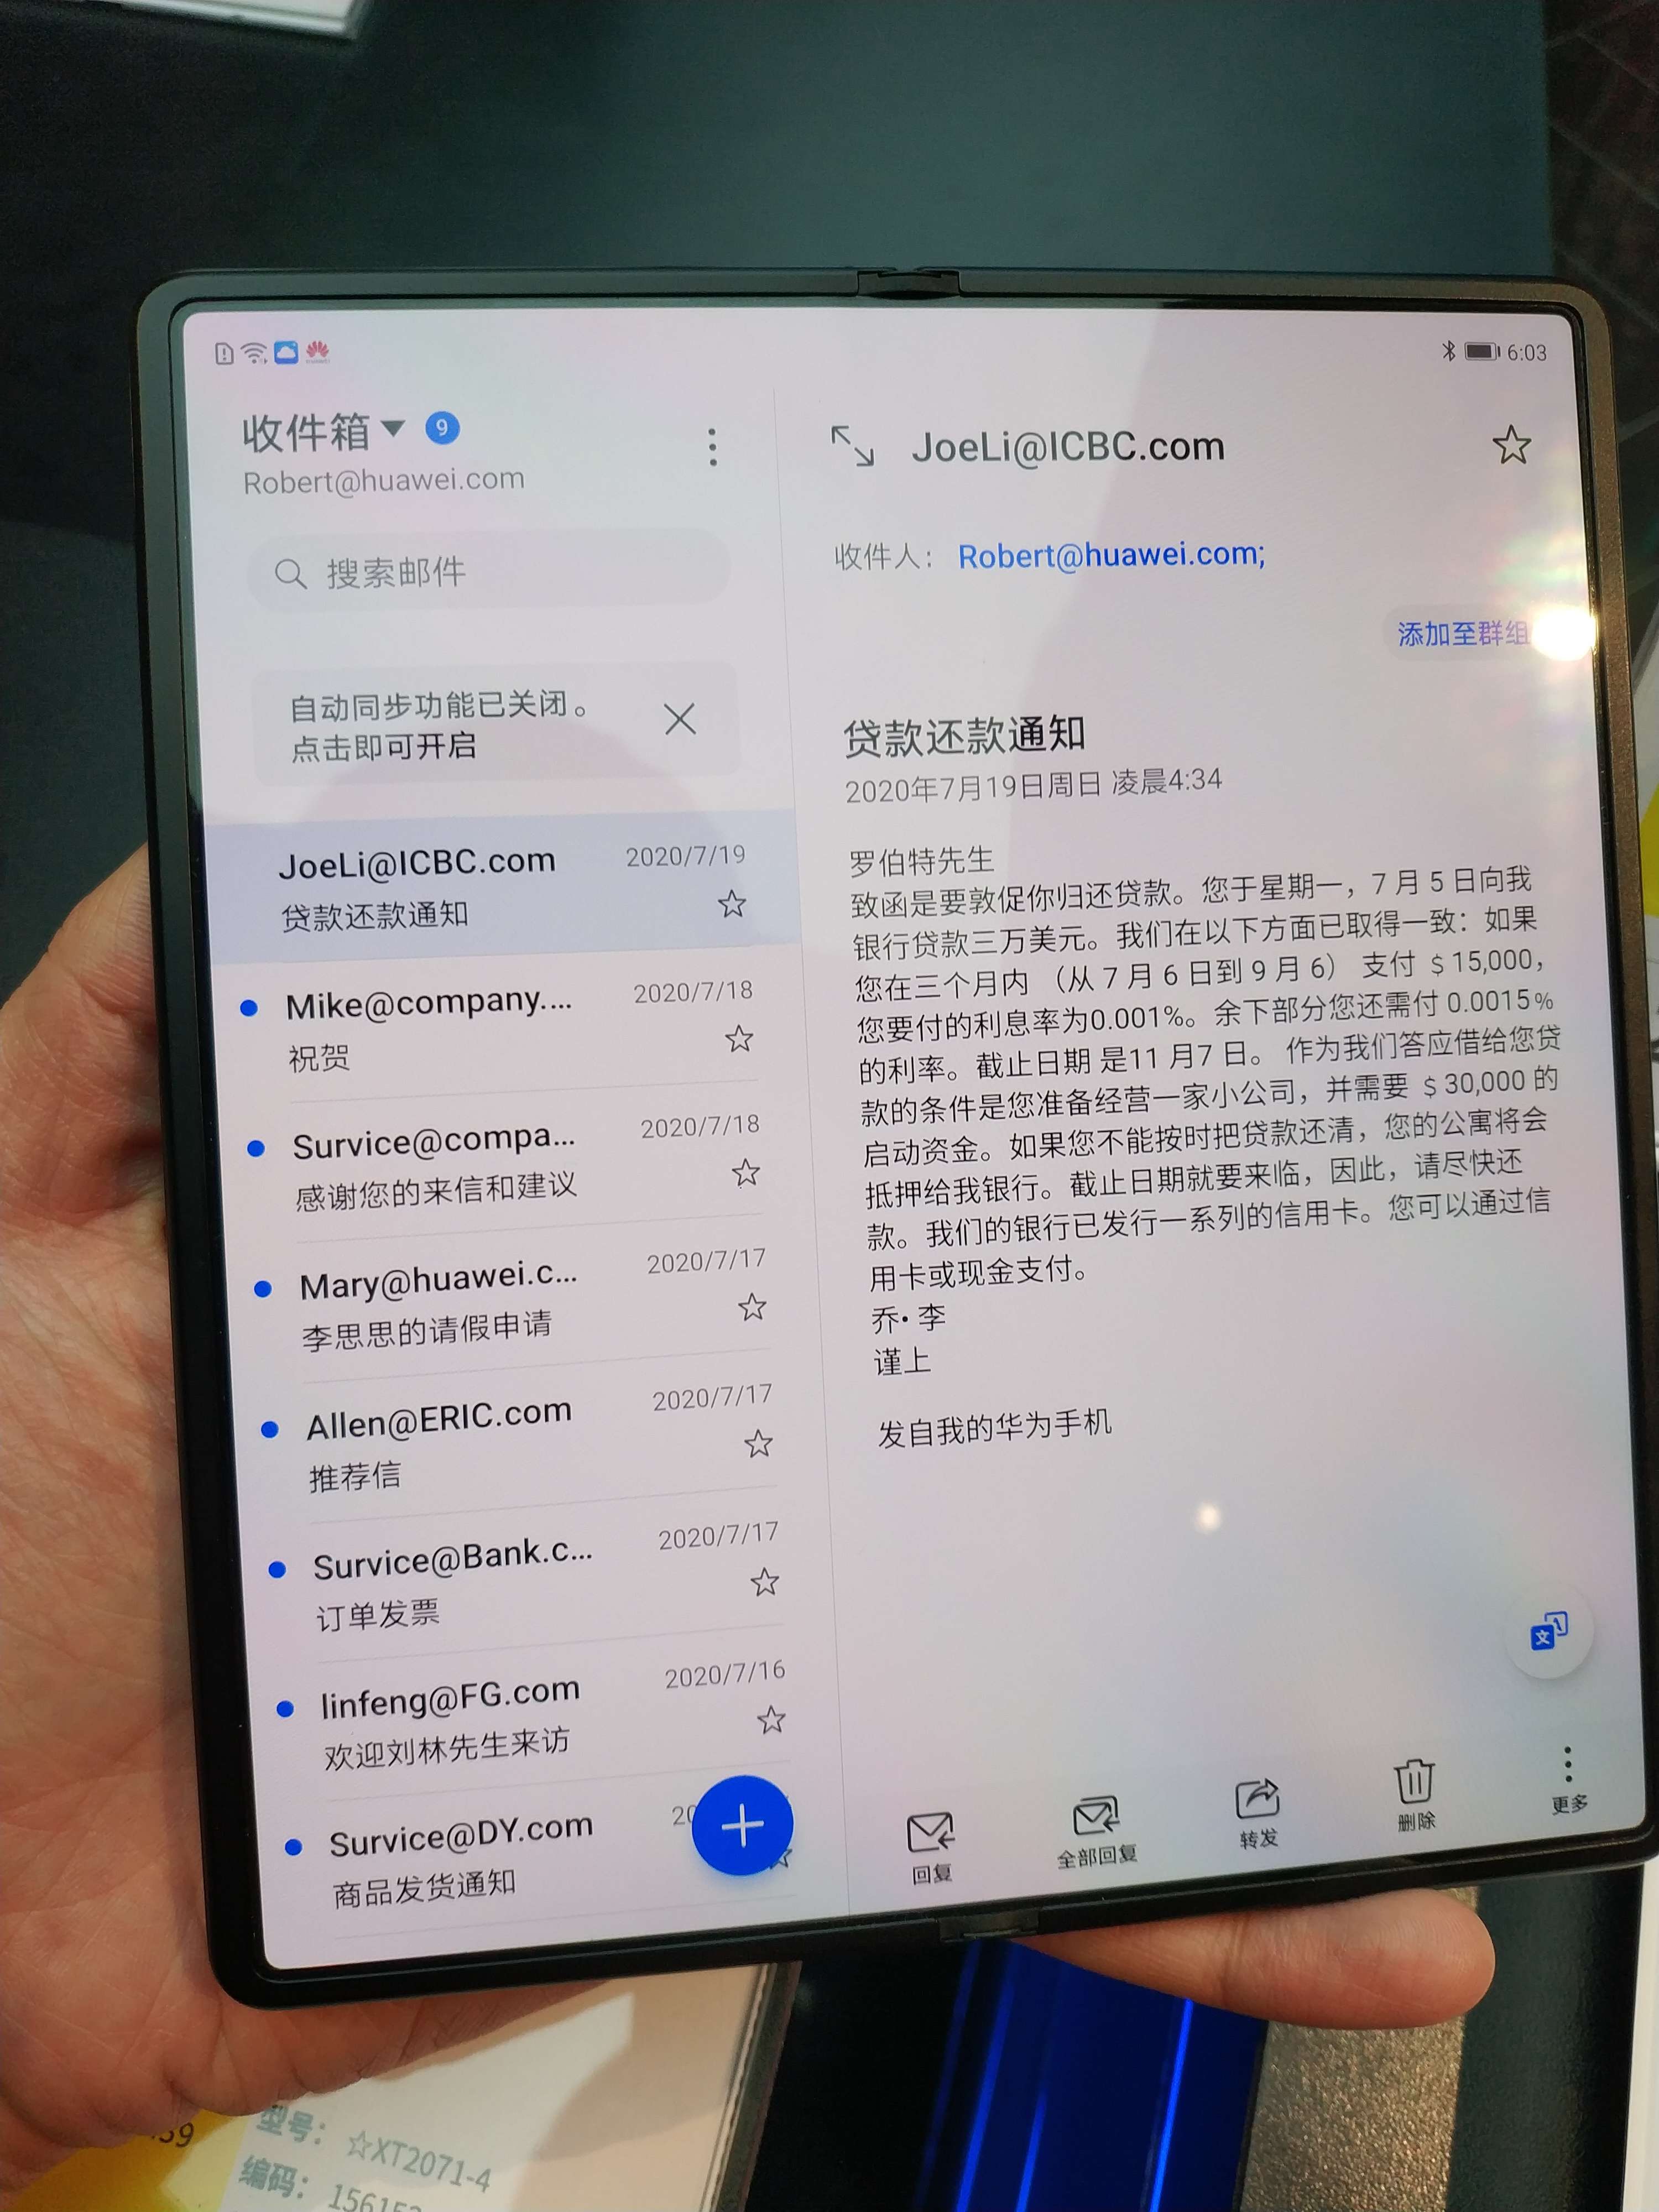 6:03
收件箱 9
Robert@huawei.com
搜索邮件
自动同步功能已关闭。
点击即可开启
JoeLi@ICBC.com 2020/7/19
贷款还款通知
Mike@company.... 2020/7/18
祝贺
Survice@compa... 2020/7/18
感谢您的来信和建议
Mary@huawei.c... 2020/7/17
李思思的请假申请
Allen@ERIC.com 2020/7/17
推荐信
Survice@Bank.c... 2020/7/17
订单发票
linfeng@FG.com 2020/7/16
欢迎刘林先生来访
Survice@DY.com 20
商品发货通知
JoeLi@ICBC.com
收件人： Robert@huawei.com;
添加至群组
贷款还款通知
2020年7月19日周日 凌晨4:34
罗伯特先生
致函是要敦促你归还贷款。您于星期一，7 月 5 日向我
银行贷款三万美元。我们在以下方面已取得一致：如果
您在三个月内 （从 7 月 6 日到 9 月 6） 支付 ＄15,000，
您要付的利息率为0.001%。余下部分您还需付 0.0015%
的利率。截止日期 是11 月7 日。 作为我们答应借给您贷
款的条件是您准备经营一家小公司，并需要 ＄30,000 的
启动资金。如果您不能按时把贷款还清，您的公寓将会
抵押给我银行。截止日期就要来临，因此，请尽快还
款。我们的银行已发行一系列的信用卡。您可以通过信
用卡或现金支付。
乔• 李
谨上
发自我的华为手机
回复 全部回复 转发 删除 更多
型号： ☆XT2071-4
编码：